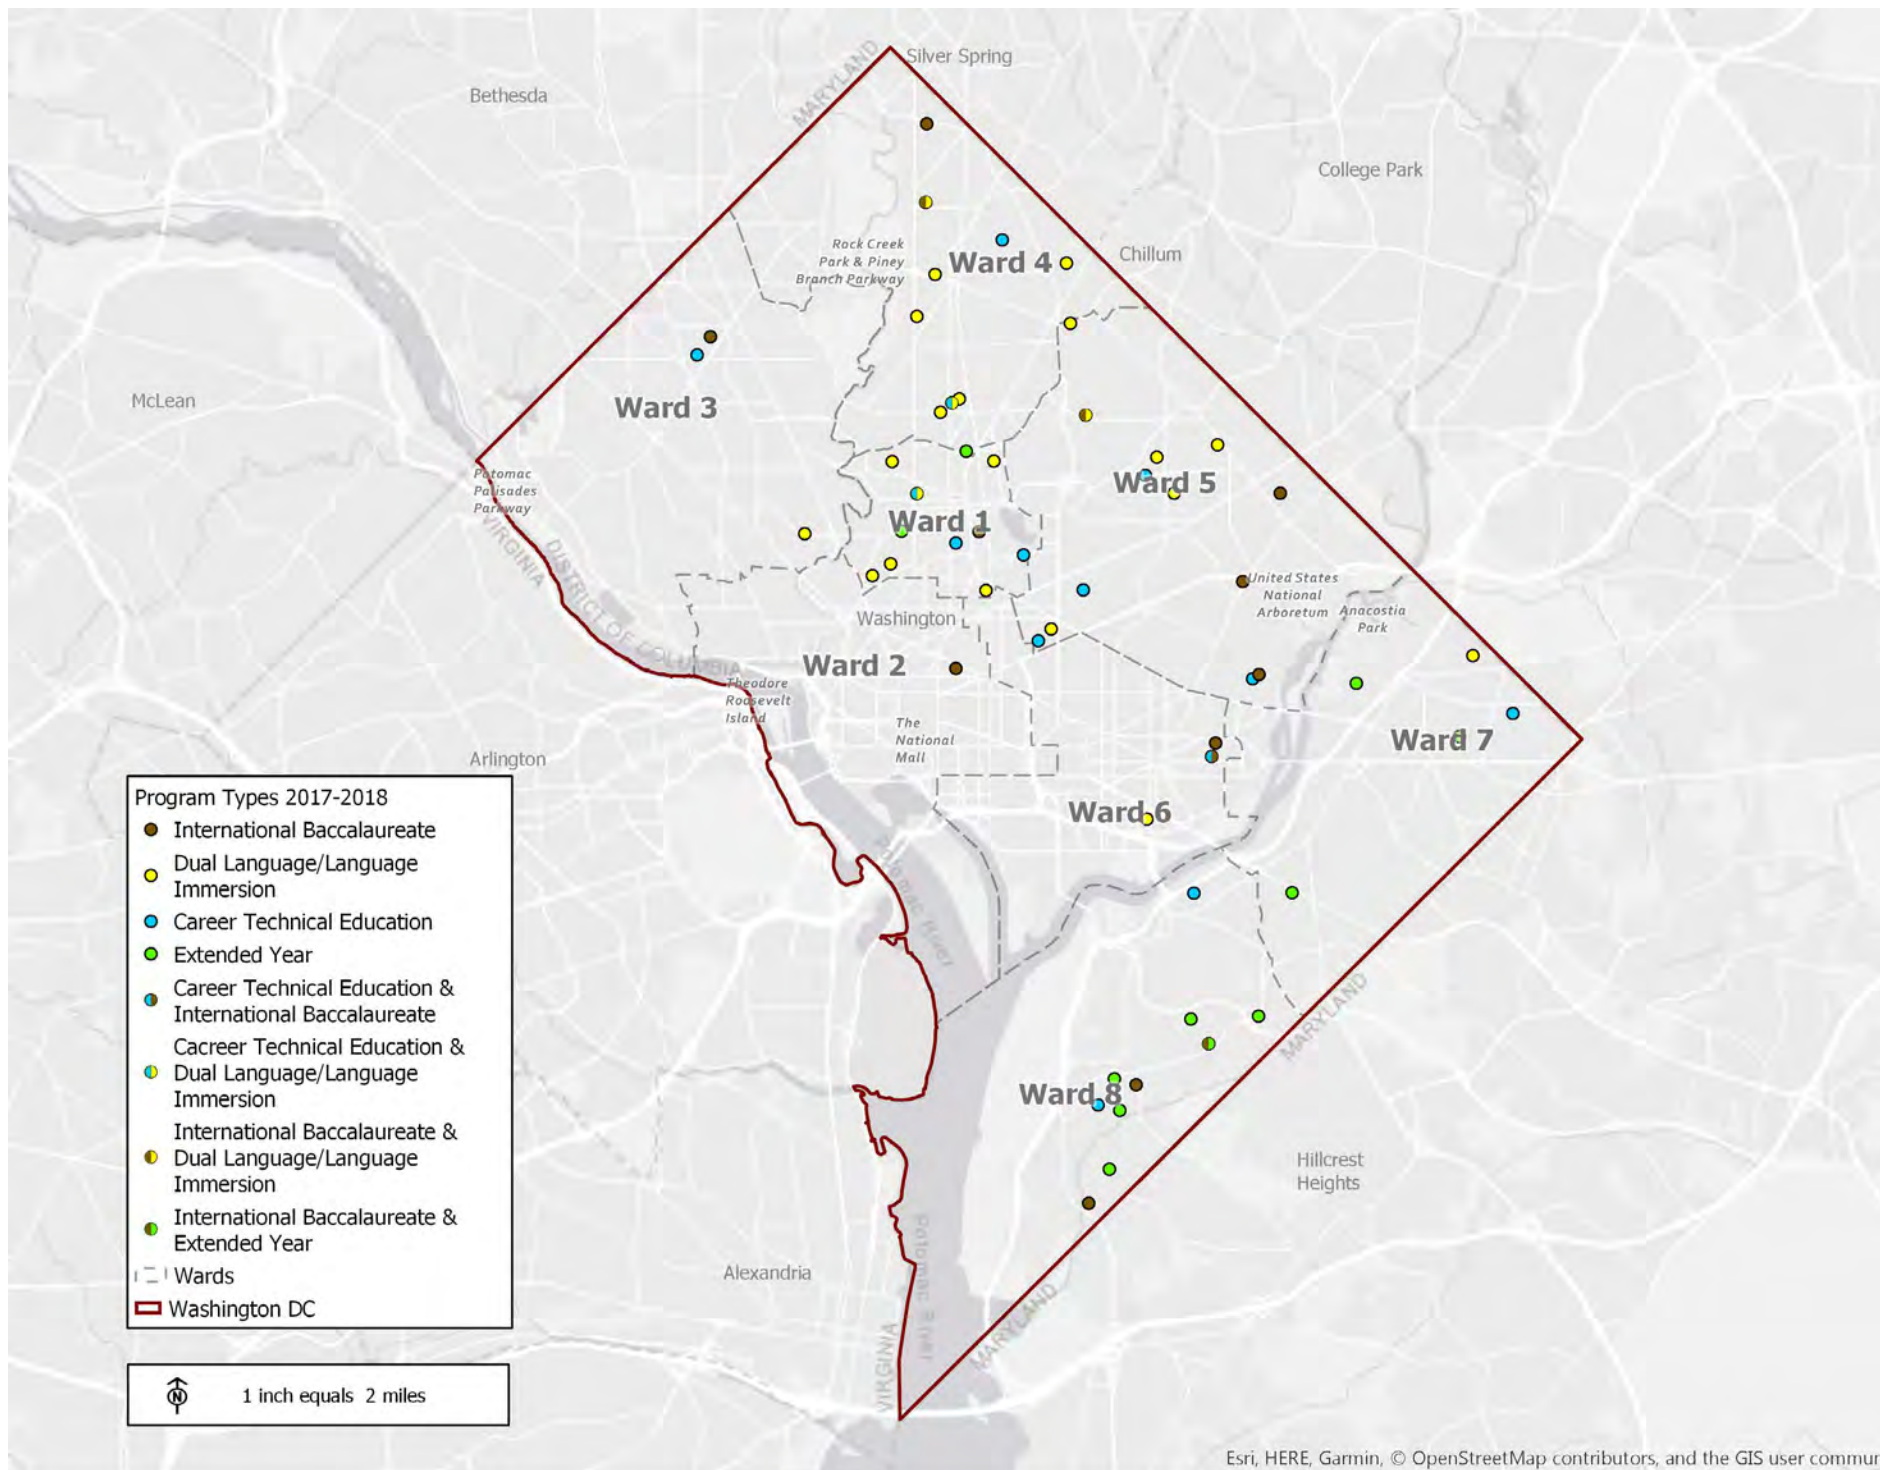 MARYLAND
Silver Spring
Bethesda
College Park
Rock Creek
Park & Piney
Branch Parkway
Ward 4
Chillum
McLean
Ward 3
Potomac
Palisades
Parkway
VIRGINIA
DISTRICT OF COLUMBIA
Ward 5
Ward 1
United States
National
Arboretum
Anacostia
Park
Washington
Ward 2
Theodore
Roosevelt
Island
The
National
Mall
Arlington
Ward 7
Ward 6
Potomac River
MARYLAND
Ward 8
Hillcrest
Heights
Alexandria
Potomac River
VIRGINIA
MARYLAND
Program Types 2017-2018
International Baccalaureate
Dual Language/Language
Immersion
Career Technical Education
Extended Year
Career Technical Education &
International Baccalaureate
Cacreer Technical Education &
Dual Language/Language
Immersion
International Baccalaureate &
Dual Language/Language
Immersion
International Baccalaureate &
Extended Year
Wards
Washington DC
N
1 inch equals 2 miles
Esri, HERE, Garmin, © OpenStreetMap contributors, and the GIS user commun